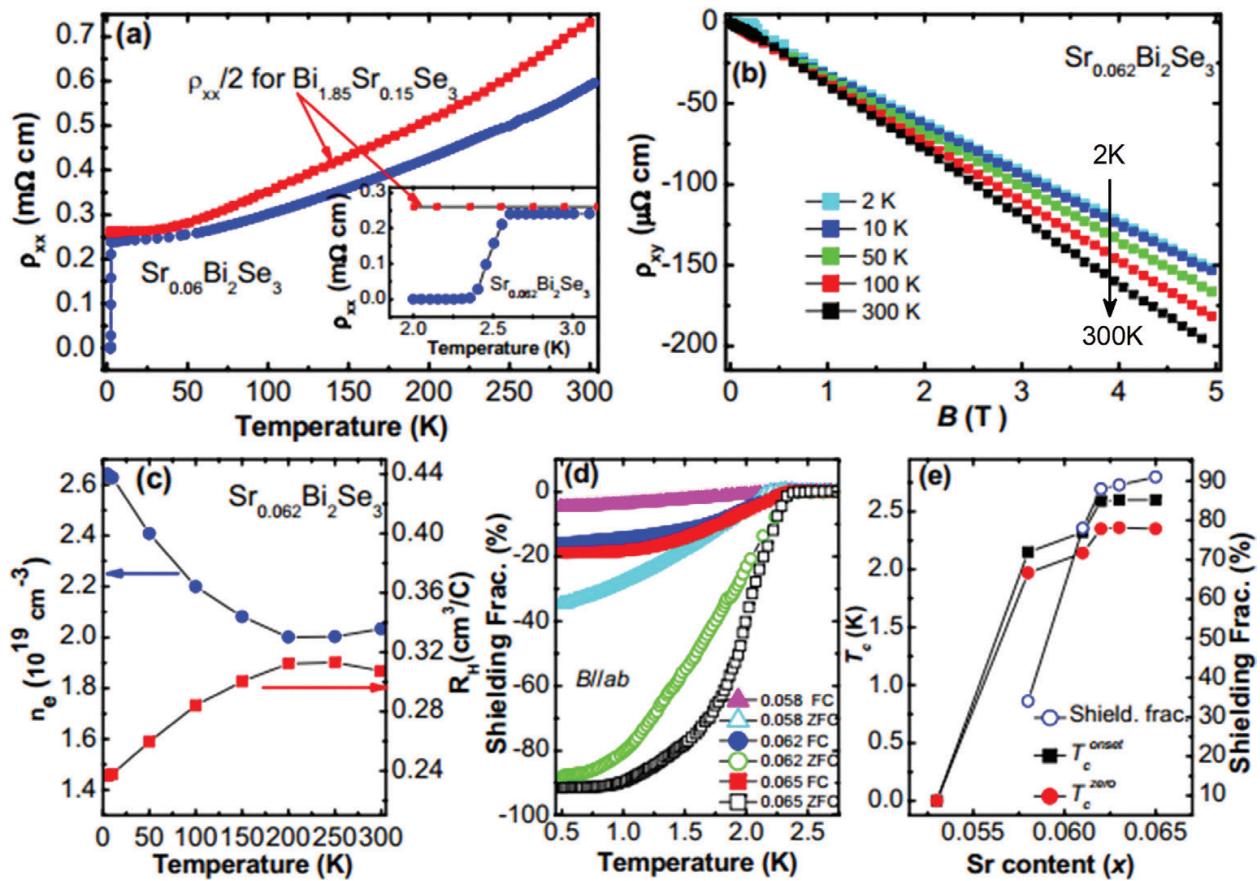 (a)
ρxx/2 for Bi1.85Sr0.15Se3
Sr0.06Bi2Se3
ρxx (mΩ cm)
0.7
0.6
0.5
0.4
0.3
0.2
0.1
0.0
0 50 100 150 200 250 300
Temperature (K)
ρxx (mΩ cm)
0.3
0.2
0.1
0.0
Sr0.062Bi2Se3
2.0 2.5 3.0
Temperature (K)
(b)
Sr0.062Bi2Se3
ρxy (μΩ cm)
0
-50
-100
-150
-200
2K
300K
2 K
10 K
50 K
100 K
300 K
0 1 2 3 4 5
B (T )
(c)
Sr0.062Bi2Se3
ne (10^19 cm^-3)
2.6
2.4
2.2
2.0
1.8
1.6
1.4
0.44
0.40
0.36
0.32
0.28
0.24
RH(cm^3/C)
0 50 100 150 200 250 300
Temperature (K)
(d)
Shielding Frac. (%)
0
-20
-40
-60
-80
-100
B//ab
0.058 FC
0.058 ZFC
0.062 FC
0.062 ZFC
0.065 FC
0.065 ZFC
0.5 1.0 1.5 2.0 2.5
Temperature (K)
(e)
Tc (K)
2.5
2.0
1.5
1.0
0.5
0.0
90
80
70
60
50
40
30
20
10
Shielding Frac. (%)
Shield. frac.
Tc^onset
Tc^zero
0.055 0.060 0.065
Sr content (x)